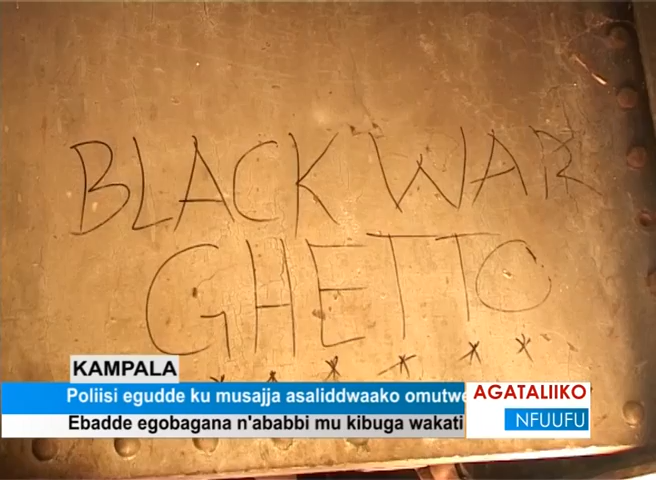 BLACK WAR
GHETTO
KAMPALA
Poliisi egudde ku musajja asaliddwaako omutwe
Ebadde egobagana n'ababbi mu kibuga wakati
AGATALIIKO
NFUUFU